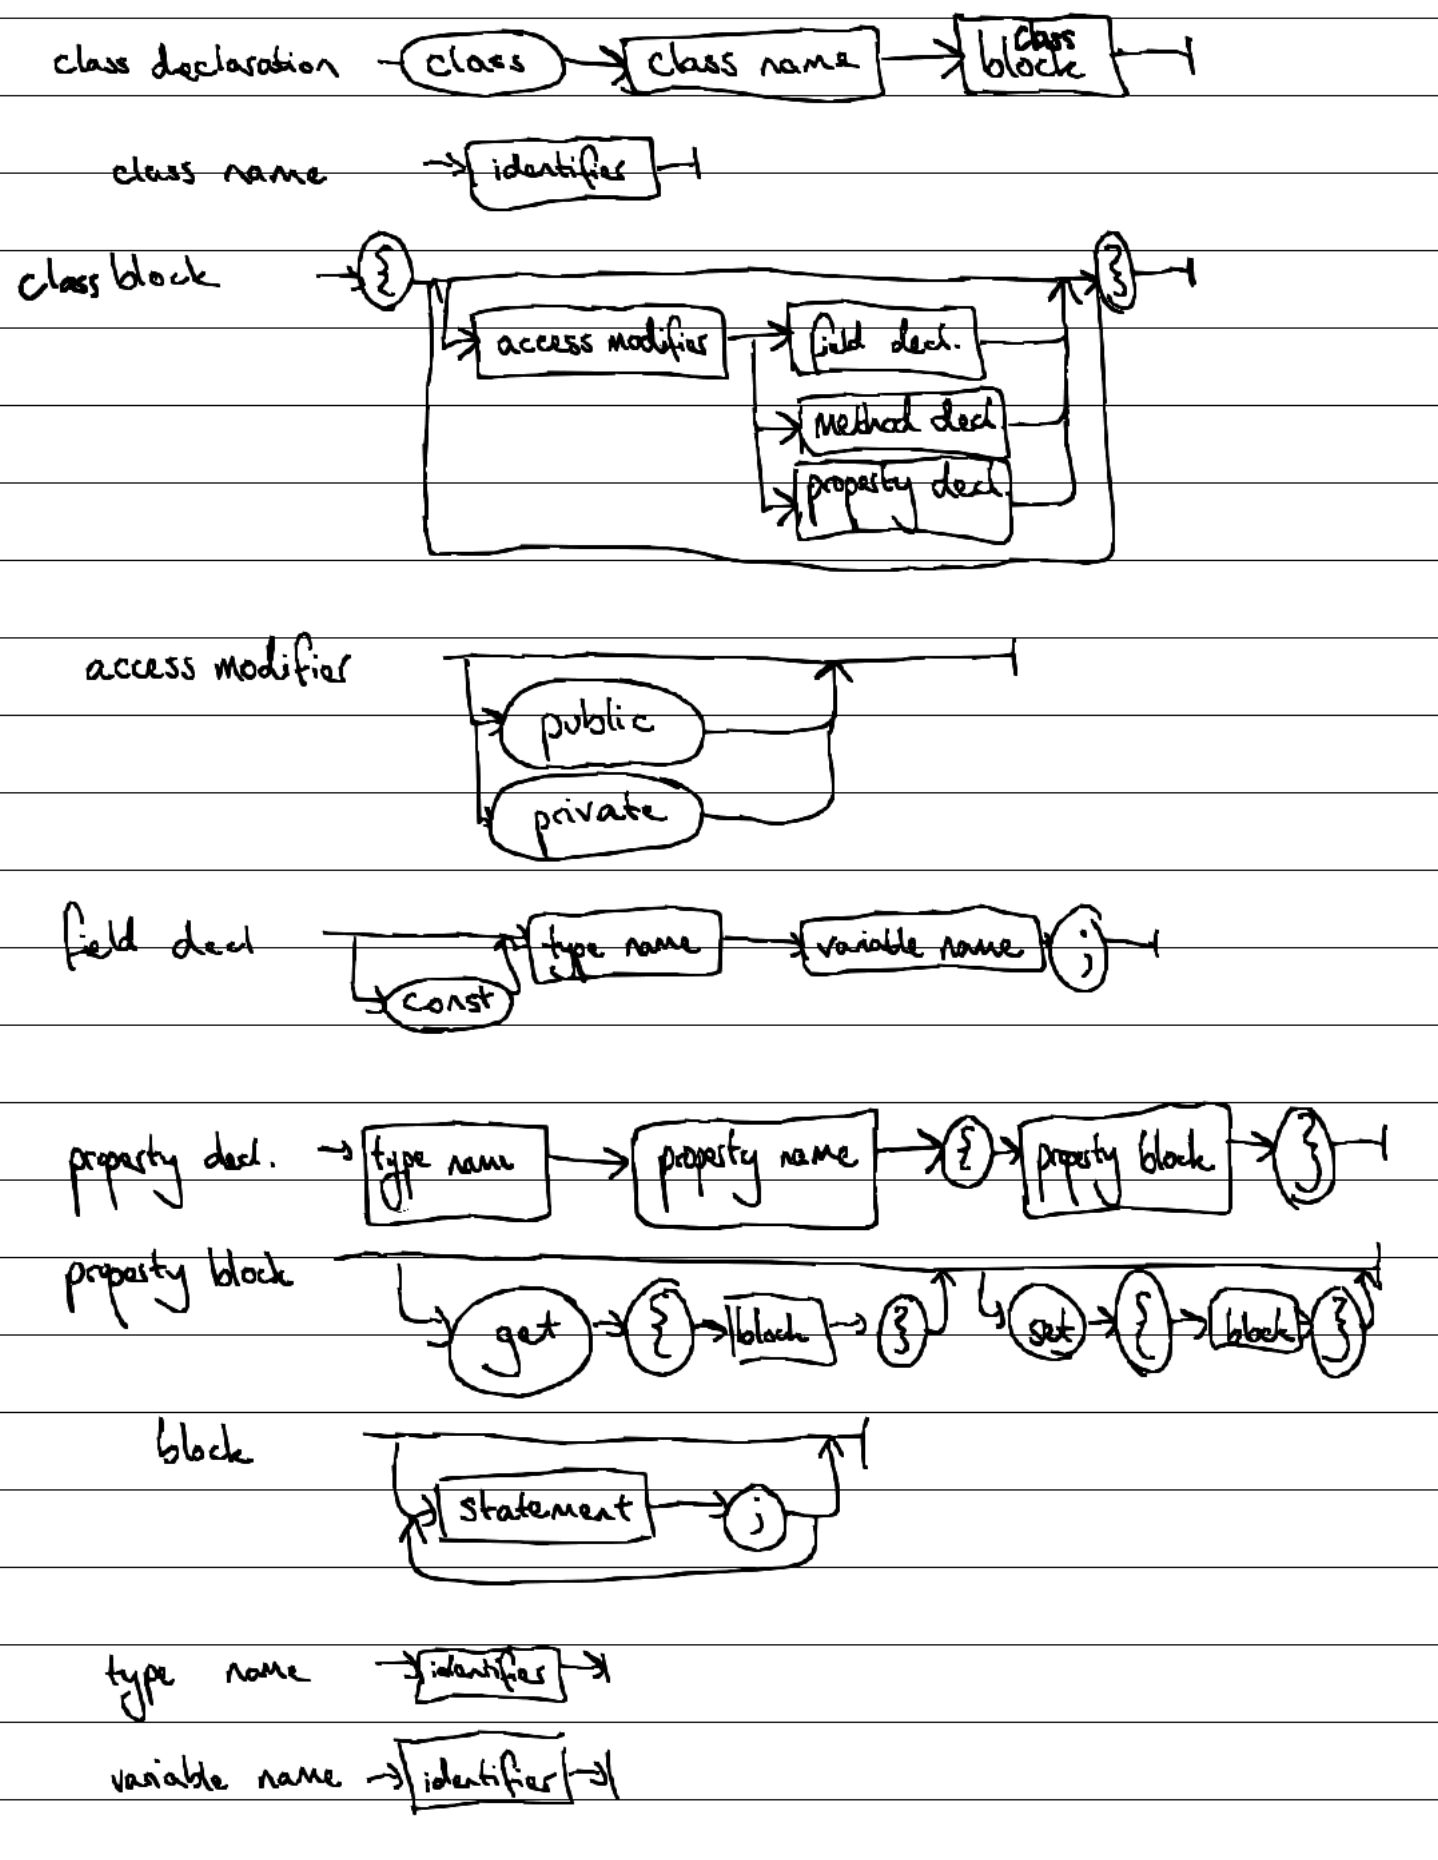 class declaration class class name class block
class name identifier
class block { access modifier field decl. }
method decl
property decl.
access modifier
public
private
field decl type name variable name ;
const
property decl. type name property name { property block }
property block
get { block } set { block }
block
statement ;
type name identifier
variable name identifier